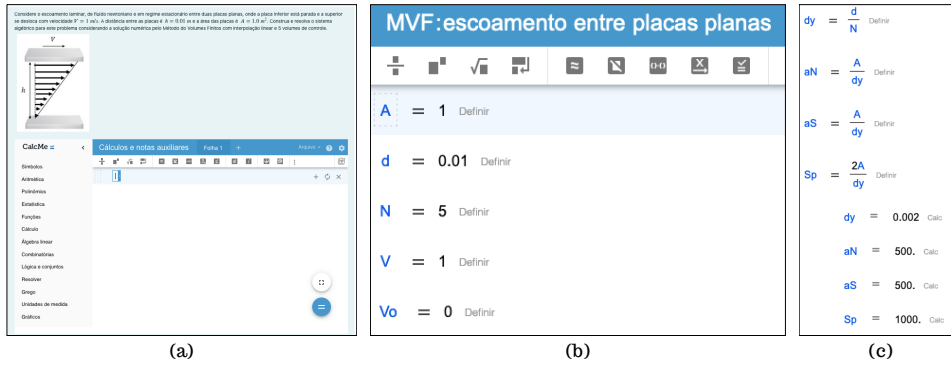 Considere o escoamento laminar, de fluido newtoniano e em regime estacionário entre duas placas planas, onde a placa inferior está parada e a superior
se desloca com velocidade V = 1 m/s. A distância entre as placas é A = 0.01 m e a área das placas é A = 1.0 m². Construa e resolva o sistema
algébrico para este problema considerando a solução numérica pelo Método do Volumes Finitos com interpolação linear e 5 volumes de controle.
V
h
CalcMe = <
Cálculos e notas auxiliares Folha 1 + Arquivo
Símbolos
Aritmética
Polinômios
Estatística
Funções
Cálculo
Álgebra linear
Combinatórias
Lógica e conjuntos
Resolver
Grego
Unidades de medida
Gráficos
=
(a)
MVF:escoamento entre placas planas
A = 1 Definir
d = 0.01 Definir
N = 5 Definir
V = 1 Definir
Vo = 0 Definir
(b)
dy = d/N Definir
aN = A/dy Definir
aS = A/dy Definir
Sp = 2A/dy Definir
dy = 0.002 Calc
aN = 500. Calc
aS = 500. Calc
Sp = 1000. Calc
(c)